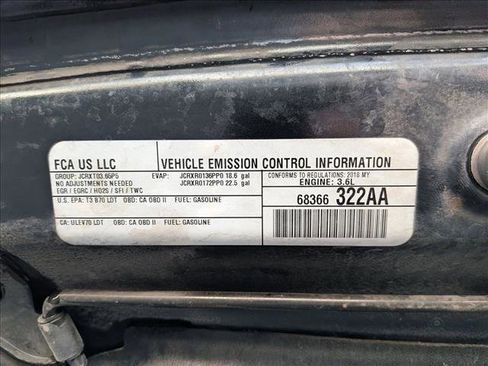 FCA US LLC
VEHICLE EMISSION CONTROL INFORMATION
GROUP: JCRXT03.66P5 EVAP: JCRXR0136PP0 18.6 gal
NO ADJUSTMENTS NEEDED JCRXR0172PP0 22.5 gal
EGR / EGRC / HO2S / SFI / TWC
CONFORMS TO REGULATIONS: 2018 MY
ENGINE: 3.6L
U.S. EPA: T3 B70 LDT OBD: CA OBD II FUEL: GASOLINE
68366 322AA
CA: ULEV70 LDT OBD: CA OBD II FUEL: GASOLINE